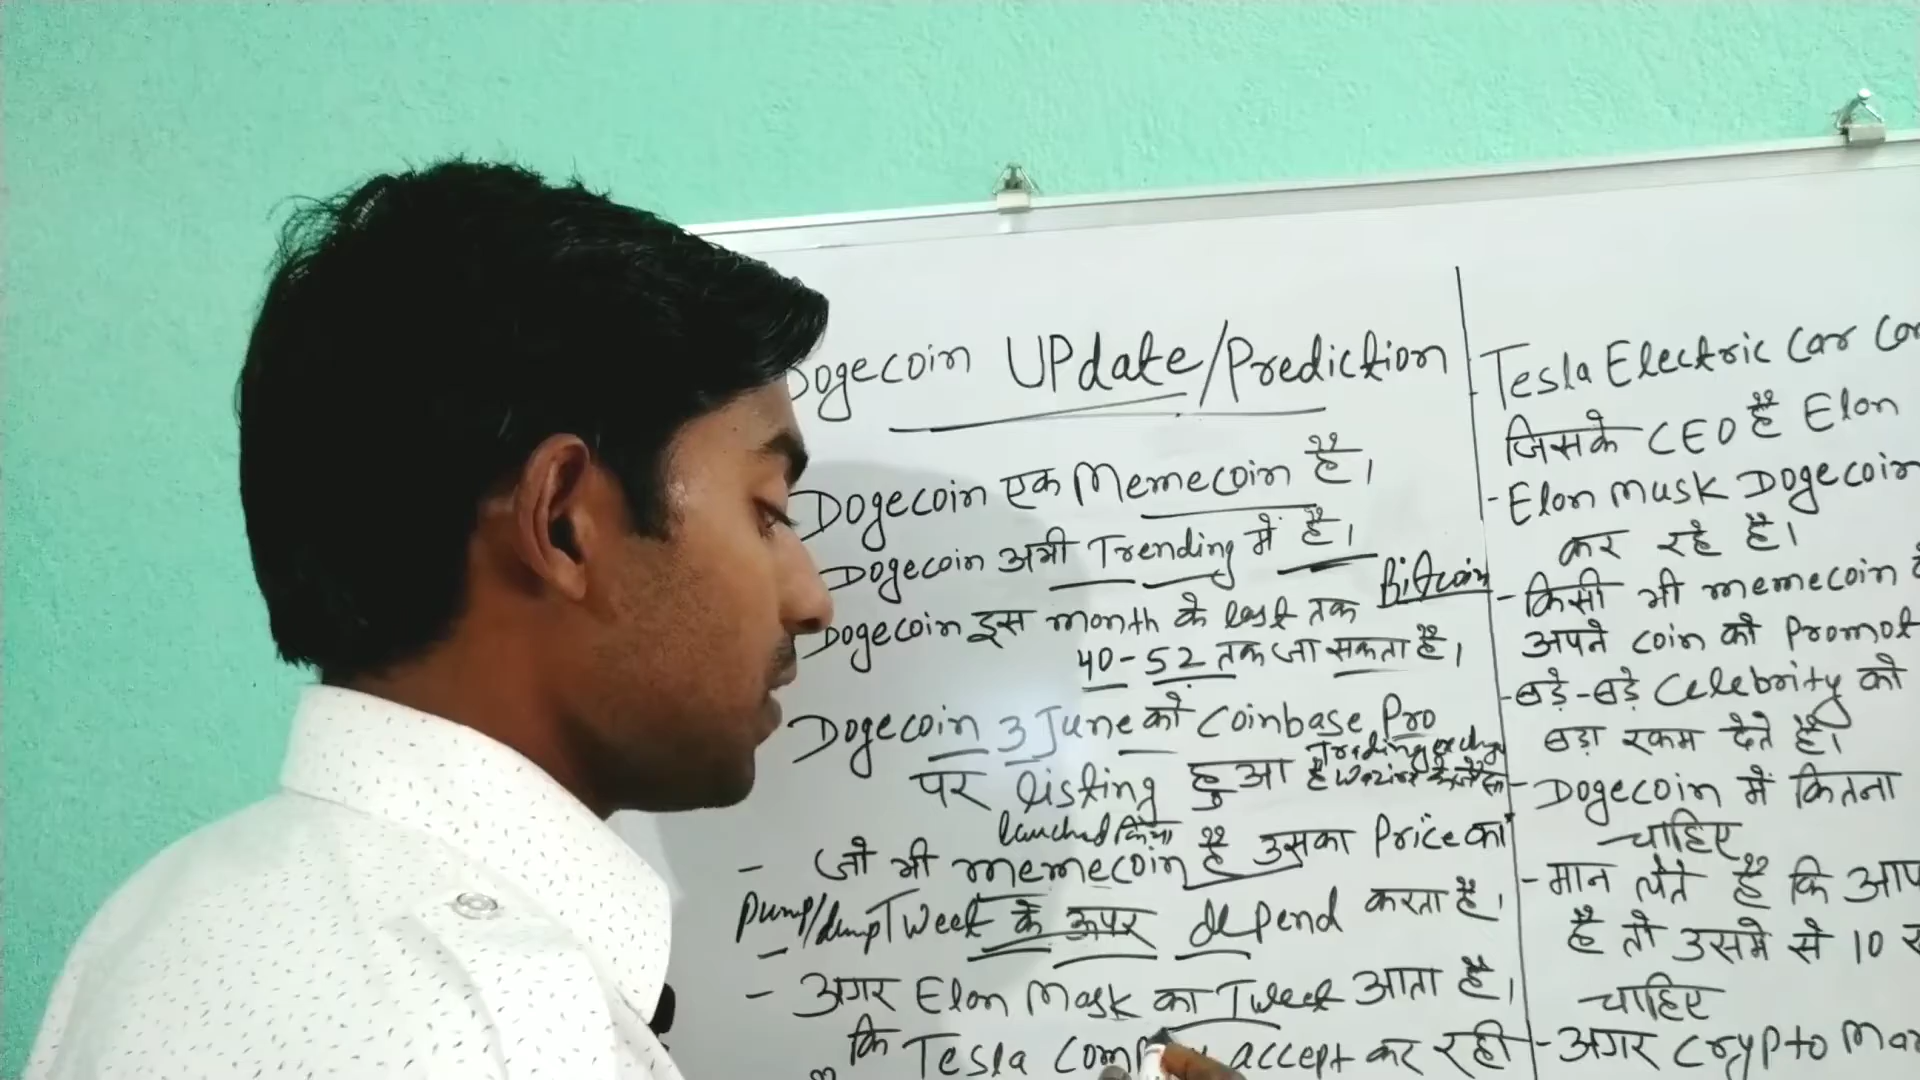 Dogecoin UPdate/Prediction
Dogecoin एक Memecoin है।
Dogecoin अभी Trending में है।
Bitcoin
Dogecoin इस month के last तक
40-52 तक जा सकता है।
Dogecoin 3 June को Coinbase Pro
Trading
पर listing हुआ है
launched किया
- जो भी memecoin है उसका Price का
Pump/dump Tweet के ऊपर depend करता है।
- अगर Elon Mask का Tweet आता है।
कि Tesla accept कर रही
Tesla Electric Car
जिसके CEO है Elon
- Elon Musk Dogecoin
कर रहे है।
- किसी भी memecoin
अपने coin को Promot
- बड़े-बड़े Celebrity को
बड़ा रकम देते है।
- Dogecoin में कितना
चाहिए
- मान लेते है कि आप
है तो उसमे से 10
चाहिए
- अगर Crypto Mar